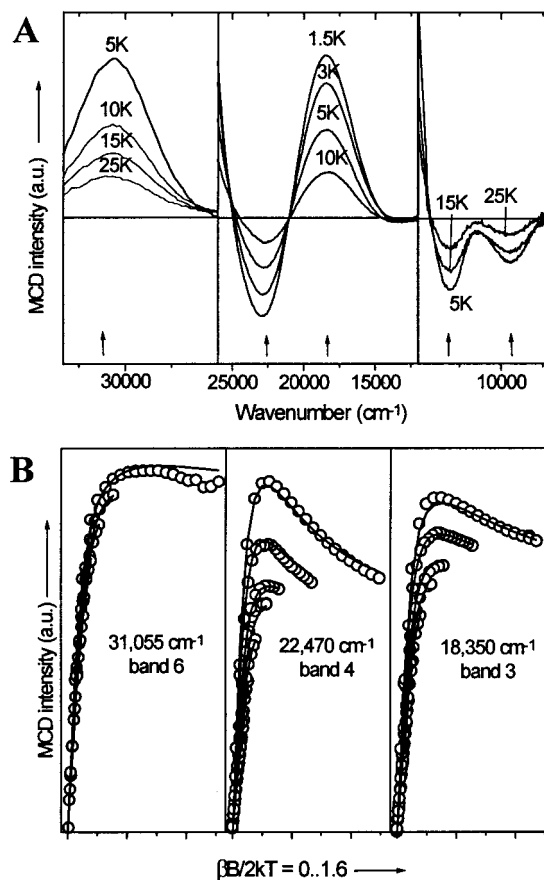 A
5K
10K
15K
25K
1.5K
3K
5K
10K
15K
25K
5K
MCD intensity (a.u.)
30000
25000
20000
15000
10000
Wavenumber (cm⁻¹)
B
MCD intensity (a.u.)
31,055 cm⁻¹
band 6
22,470 cm⁻¹
band 4
18,350 cm⁻¹
band 3
βB/2kT = 0..1.6